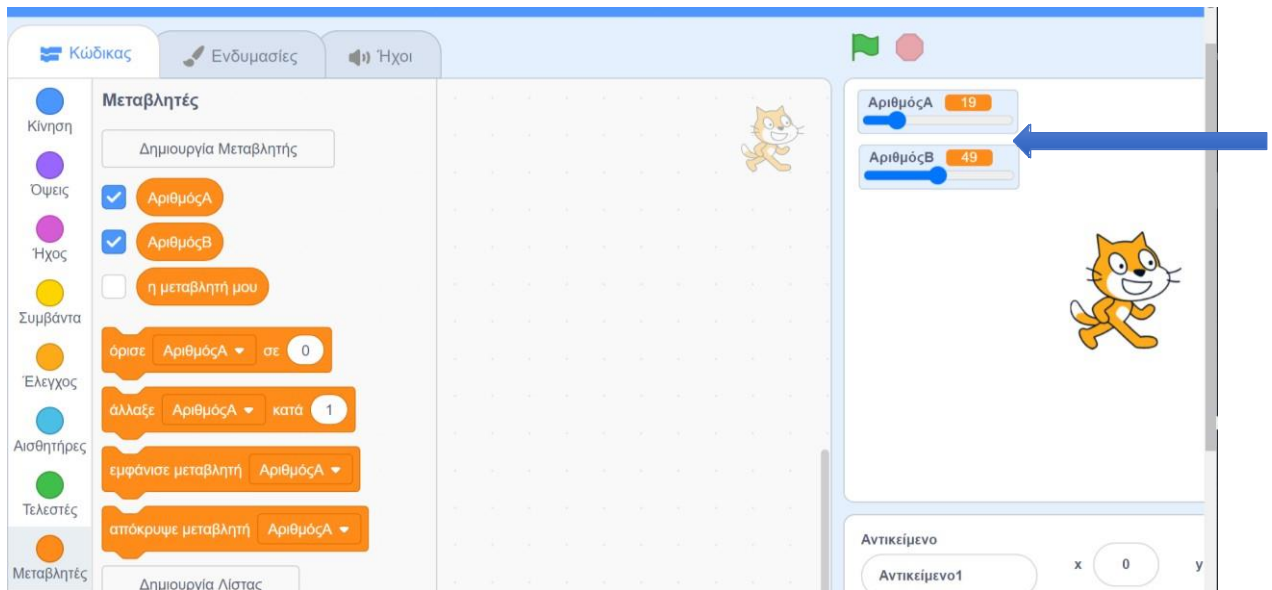 Κώδικας
Ενδυμασίες
Ήχοι
Κίνηση
Όψεις
Ήχος
Συμβάντα
Έλεγχος
Αισθητήρες
Τελεστές
Μεταβλητές
Μεταβλητές
Δημιουργία Μεταβλητής
ΑριθμόςΑ
ΑριθμόςΒ
η μεταβλητή μου
όρισε ΑριθμόςΑ σε 0
άλλαξε ΑριθμόςΑ κατά 1
εμφάνισε μεταβλητή ΑριθμόςΑ
απόκρυψε μεταβλητή ΑριθμόςΑ
Δημιουργία Λίστας
ΑριθμόςΑ 19
ΑριθμόςΒ 49
Αντικείμενο
Αντικείμενο1
x 0 y